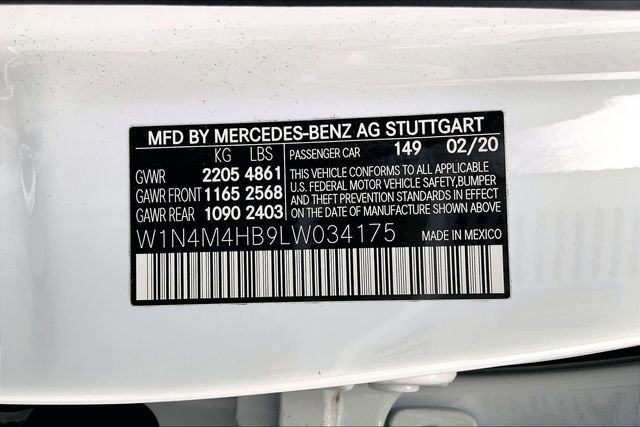 MFD BY MERCEDES-BENZ AG STUTTGART
KG LBS PASSENGER CAR 149 02/20
GVWR 2205 4861
GAWR FRONT 1165 2568
GAWR REAR 1090 2403
THIS VEHICLE CONFORMS TO ALL APPLICABLE
U.S. FEDERAL MOTOR VEHICLE SAFETY,BUMPER
AND THEFT PREVENTION STANDARDS IN EFFECT
ON THE DATE OF MANUFACTURE SHOWN ABOVE.
W1N4M4HB9LW034175 MADE IN MEXICO